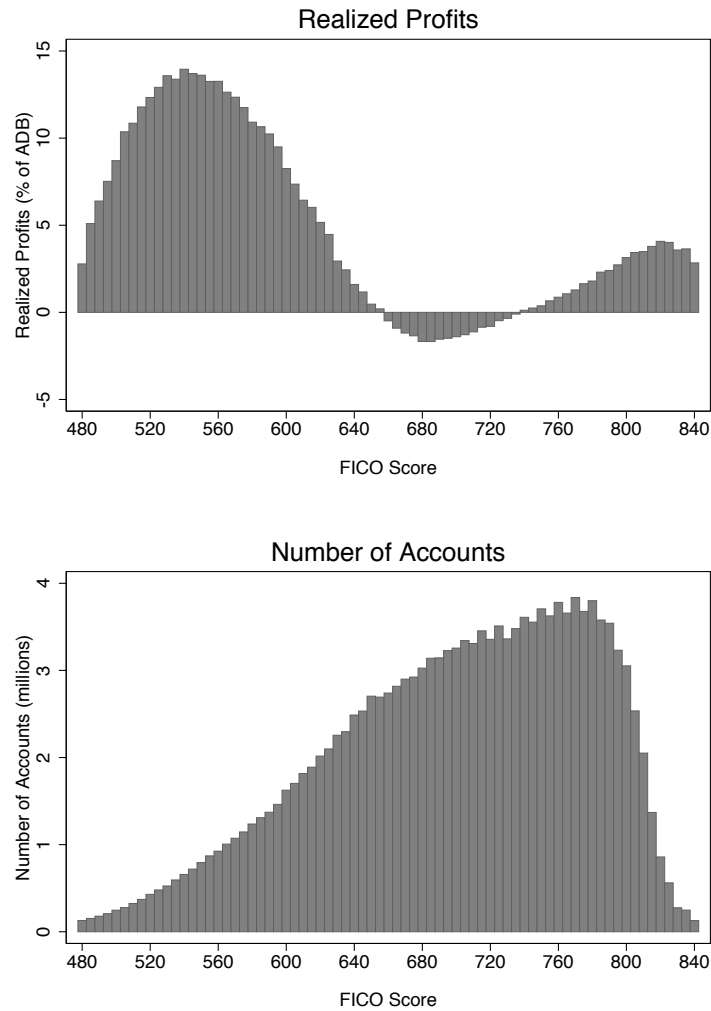 Realized Profits
Realized Profits (% of ADB)
15
10
5
0
-5
480 520 560 600 640 680 720 760 800 840
FICO Score
Number of Accounts
Number of Accounts (millions)
4
3
2
1
0
480 520 560 600 640 680 720 760 800 840
FICO Score